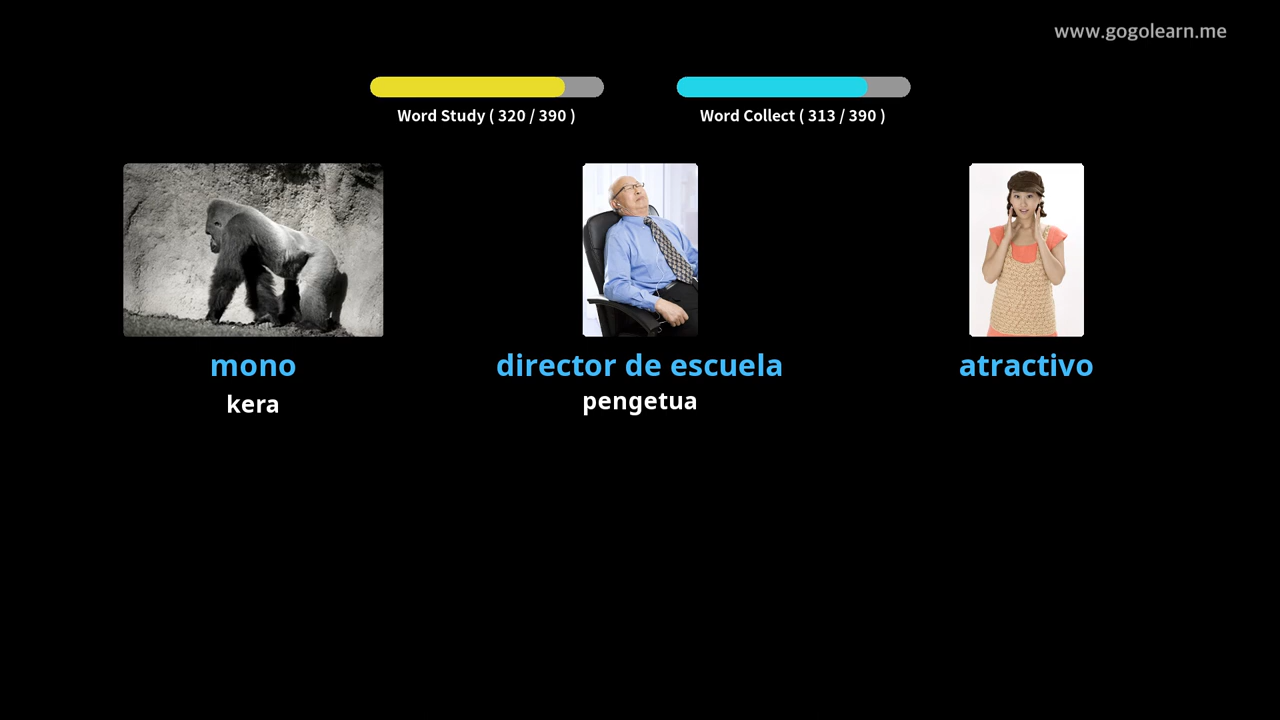 www.gogolearn.me
Word Study ( 320 / 390 )
Word Collect ( 313 / 390 )
mono
kera
director de escuela
pengetua
atractivo